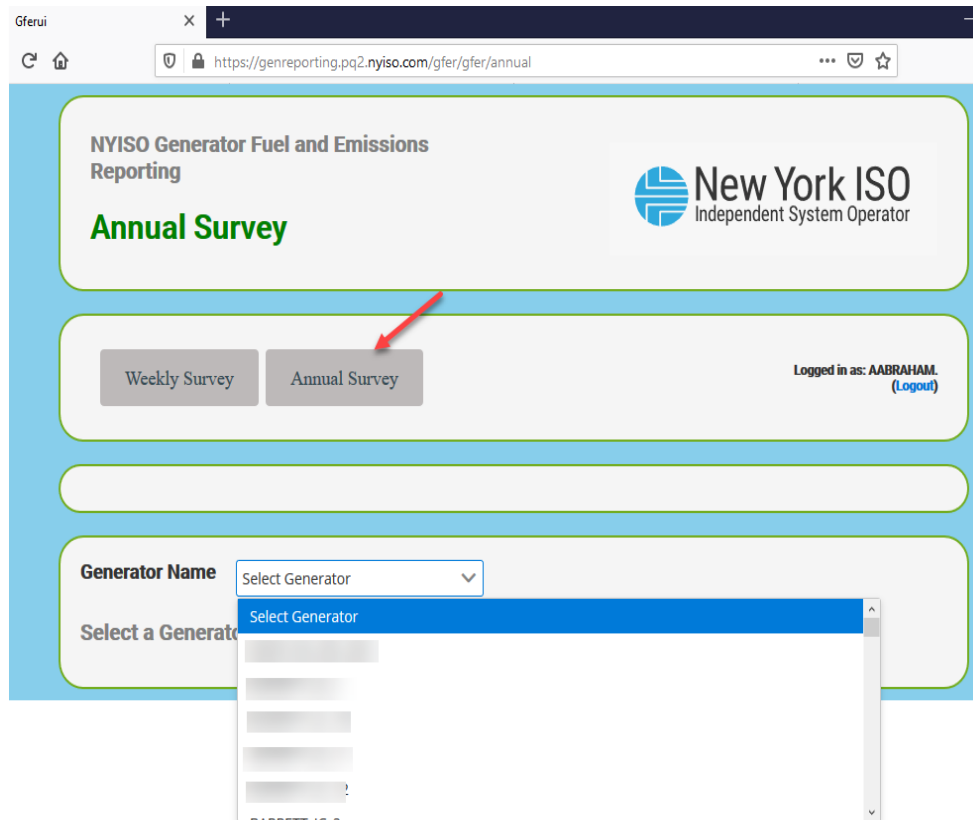 Gferui
https://genreporting.pq2.nyiso.com/gfer/gfer/annual
NYISO Generator Fuel and Emissions
Reporting
Annual Survey
New York ISO
Independent System Operator
Weekly Survey
Annual Survey
Logged in as: AABRAHAM.
(Logout)
Generator Name
Select Generator
Select Generator
Select a
2